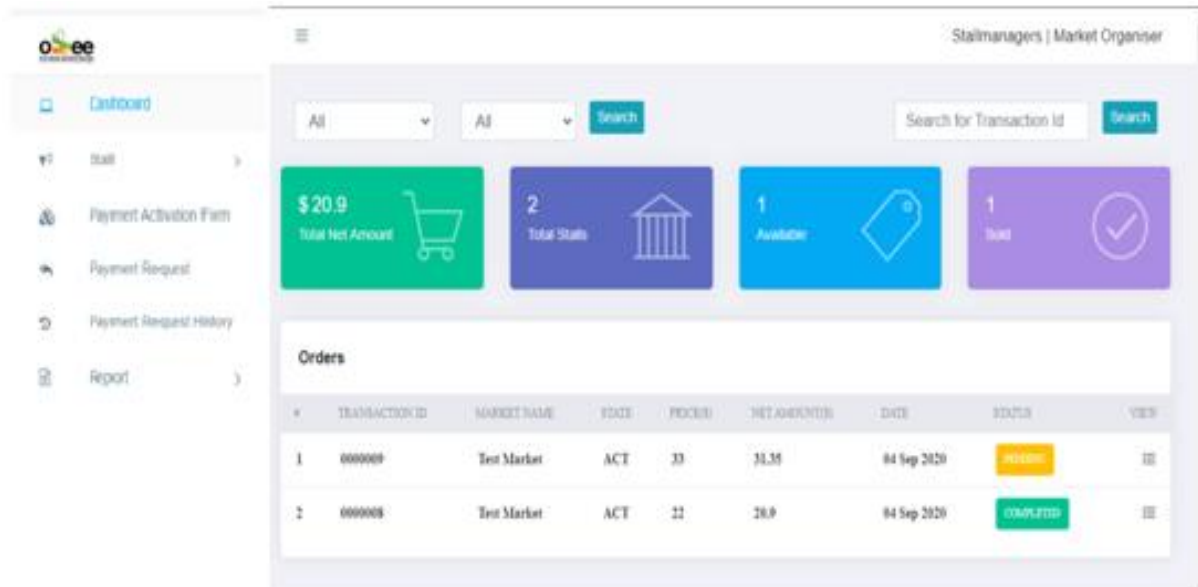 Stallmanagers | Market Organiser
Dashboard
Stall
Payment Activation Form
Payment Request
Payment Request History
Report
All
All
Search
Search for Transaction Id
Search
$ 20.9
Total Net Amount
2
Total Stalls
1
Available
1
Sold
Orders
# TRANSACTION ID MARKET NAME STATE PRICE($) NET AMOUNT($) DATE STATUS VIEW
1 0000009 Test Market ACT 33 31.35 04 Sep 2020 PENDING
2 0000008 Test Market ACT 22 20.9 04 Sep 2020 COMPLETED